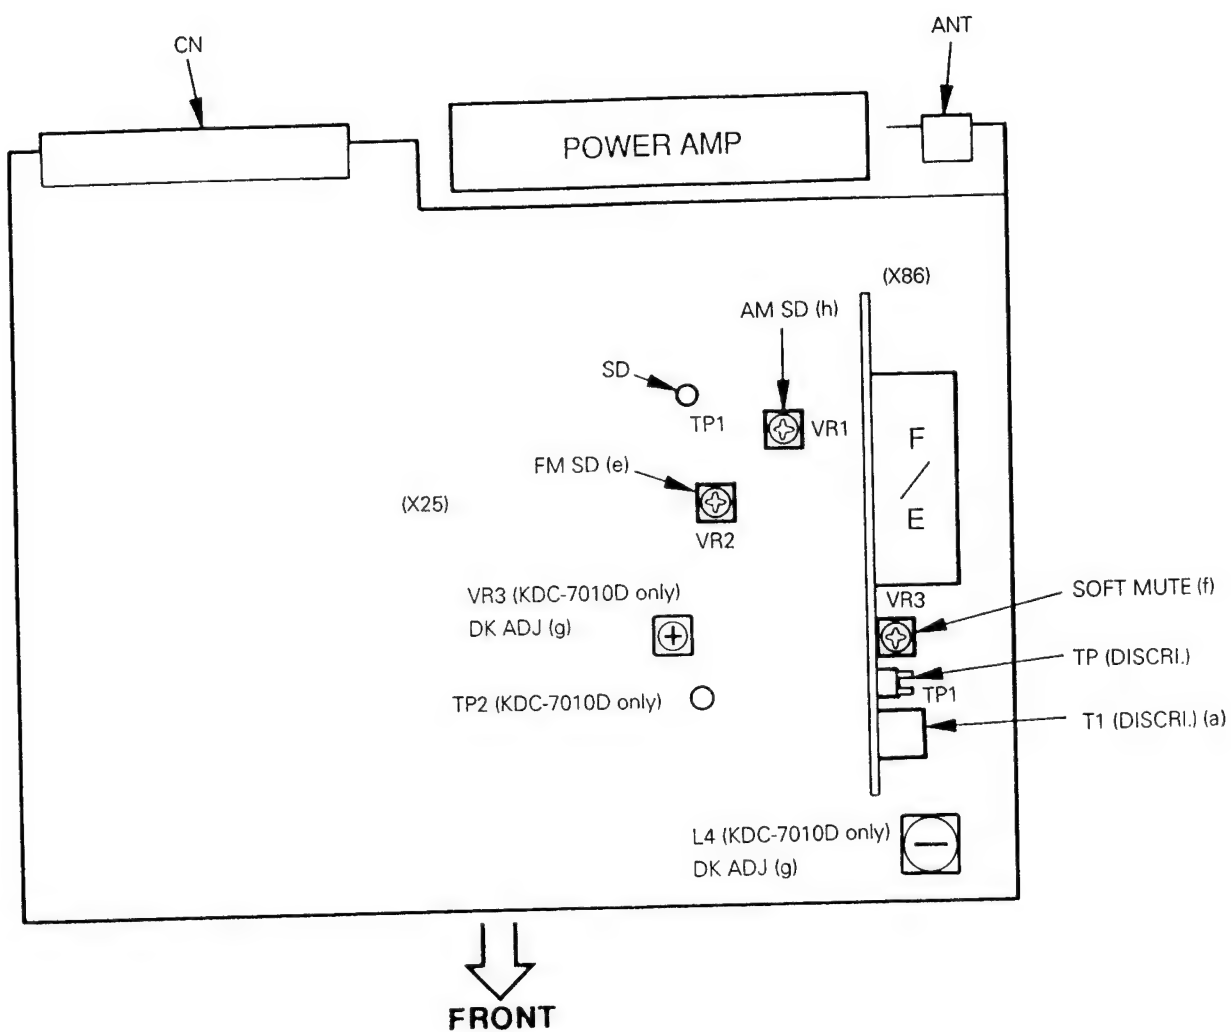 CN
ANT
POWER AMP
(X86)
AM SD (h)
SD
TP1
VR1
F
/
E
FM SD (e)
(X25)
VR2
VR3 (KDC-7010D only)
DK ADJ (g)
VR3
SOFT MUTE (f)
TP (DISCRI.)
TP2 (KDC-7010D only)
TP1
T1 (DISCRI.) (a)
L4 (KDC-7010D only)
DK ADJ (g)
FRONT